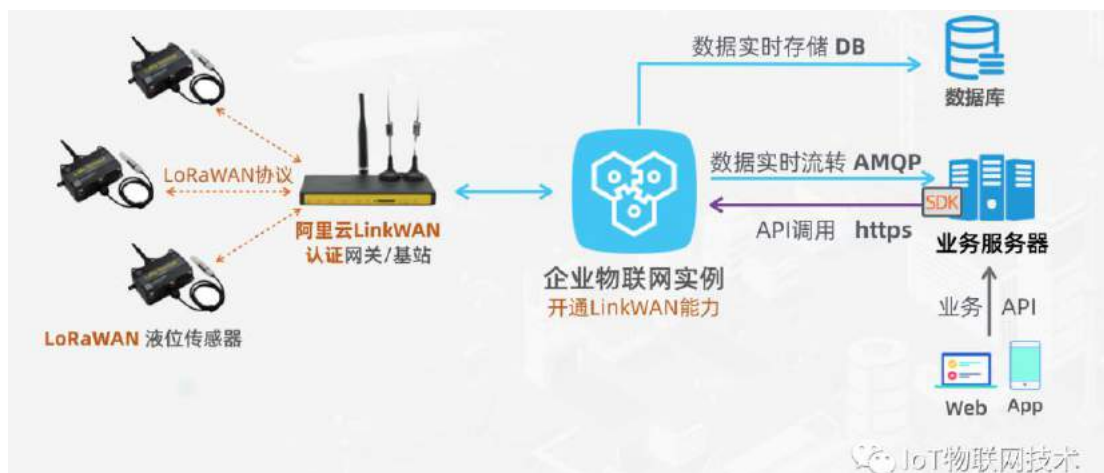 数据实时存储 DB
数据库
LoRaWAN协议
数据实时流转 AMQP
SDK
阿里云LinkWAN
认证网关/基站
API调用 https
业务服务器
企业物联网实例
开通LinkWAN能力
业务 API
LoRaWAN 液位传感器
Web App
IoT物联网技术